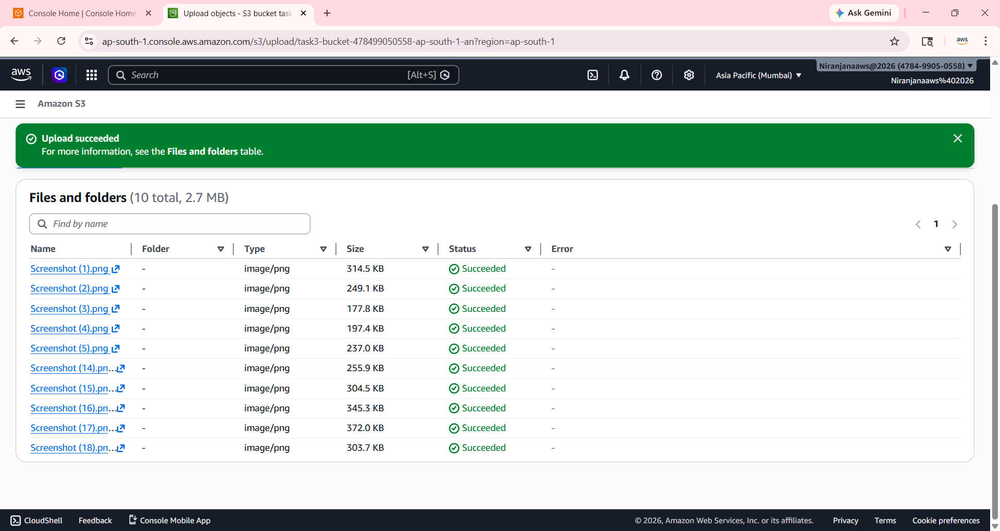 Console Home | Console Home
Upload objects - S3 bucket task
Ask Gemini
ap-south-1.console.aws.amazon.com/s3/upload/task3-bucket-478499050558-ap-south-1-an?region=ap-south-1
aws
aws
Search
[Alt+S]
Asia Pacific (Mumbai)
Niranjanaaws@2026 (4784-9905-0558)
Niranjanaaws%402026
Amazon S3
Upload succeeded
For more information, see the Files and folders table.
Files and folders (10 total, 2.7 MB)
Find by name
1
Name Folder Type Size Status Error
Screenshot (1).png - image/png 314.5 KB Succeeded -
Screenshot (2).png - image/png 249.1 KB Succeeded -
Screenshot (3).png - image/png 177.8 KB Succeeded -
Screenshot (4).png - image/png 197.4 KB Succeeded -
Screenshot (5).png - image/png 237.0 KB Succeeded -
Screenshot (14).pn... - image/png 255.9 KB Succeeded -
Screenshot (15).pn... - image/png 304.5 KB Succeeded -
Screenshot (16).pn... - image/png 345.3 KB Succeeded -
Screenshot (17).pn... - image/png 372.0 KB Succeeded -
Screenshot (18).pn... - image/png 303.7 KB Succeeded -
CloudShell Feedback Console Mobile App © 2026, Amazon Web Services, Inc. or its affiliates. Privacy Terms Cookie preferences